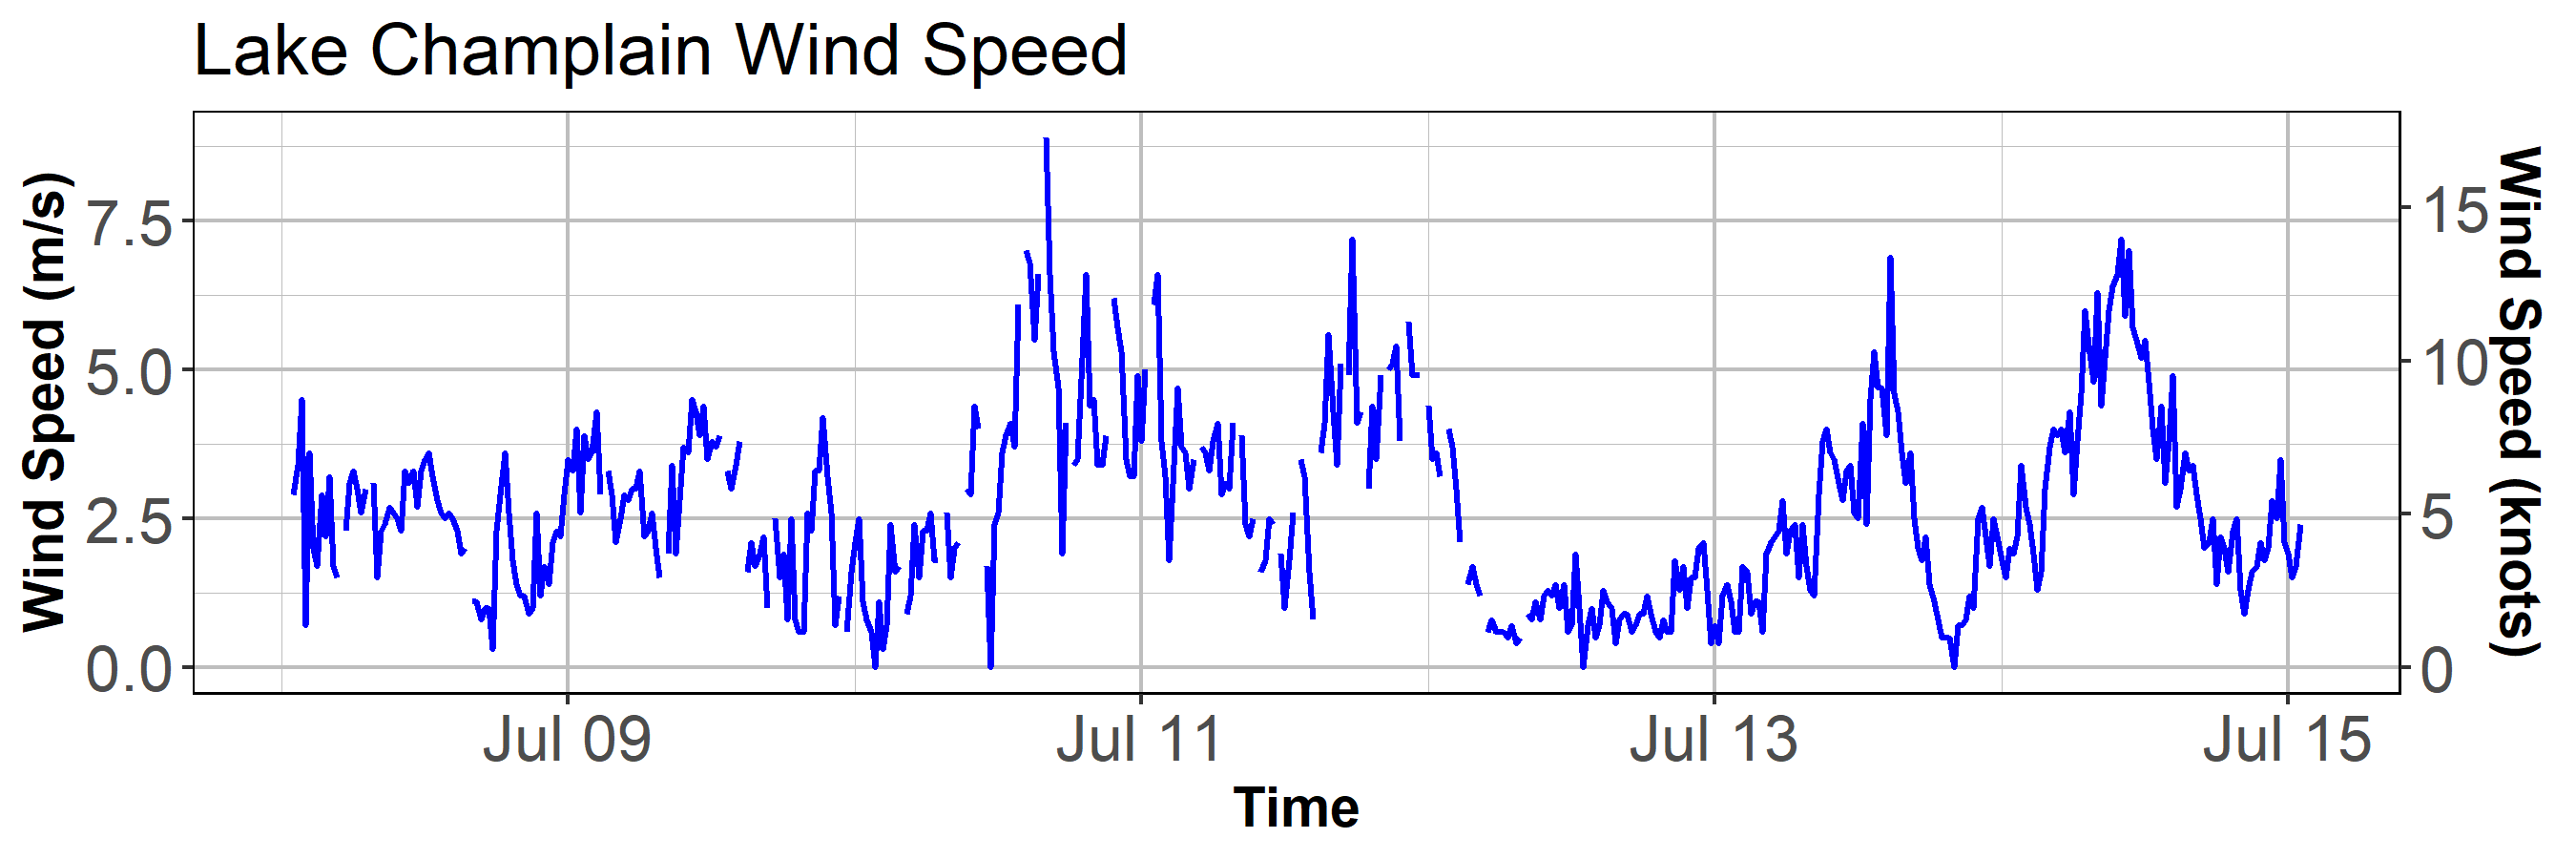 Lake Champlain Wind Speed
Wind Speed (m/s)
7.5
5.0
2.5
0.0
15
10
5
0
Wind Speed (knots)
Jul 09
Jul 11
Jul 13
Jul 15
Time